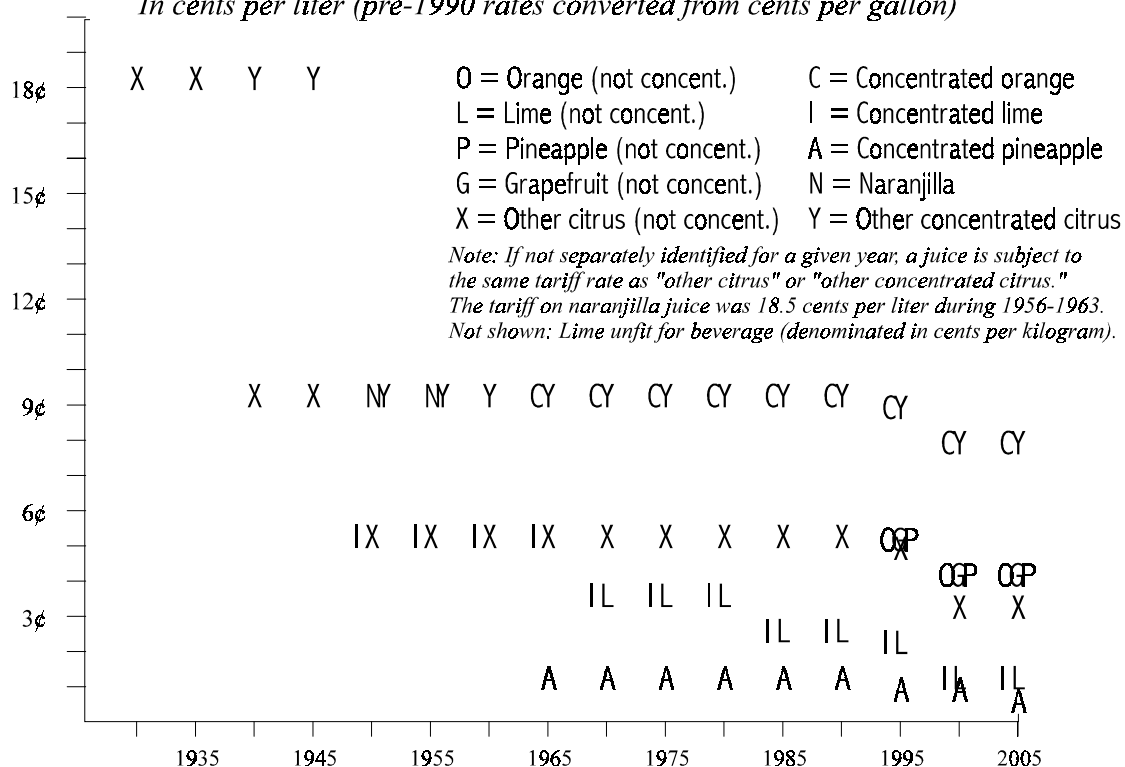 In cents per liter (pre-1990 rates converted from cents per gallon)
18¢ X X Y Y
O = Orange (not concent.) C = Concentrated orange
L = Lime (not concent.) I = Concentrated lime
P = Pineapple (not concent.) A = Concentrated pineapple
15¢
G = Grapefruit (not concent.) N = Naranjilla
X = Other citrus (not concent.) Y = Other concentrated citrus
Note: If not separately identified for a given year, a juice is subject to
the same tariff rate as "other citrus" or "other concentrated citrus."
12¢
The tariff on naranjilla juice was 18.5 cents per liter during 1956-1963.
Not shown: Lime unfit for beverage (denominated in cents per kilogram).
X X NY NY Y CY CY CY CY CY CY
9¢ CY
CY CY
6¢
IX IX IX IX X X X X X OGP
X
OGP OGP
IL IL IL X X
3¢
IL IL IL
A A A A A A A IL A IL A
1935 1945 1955 1965 1975 1985 1995 2005